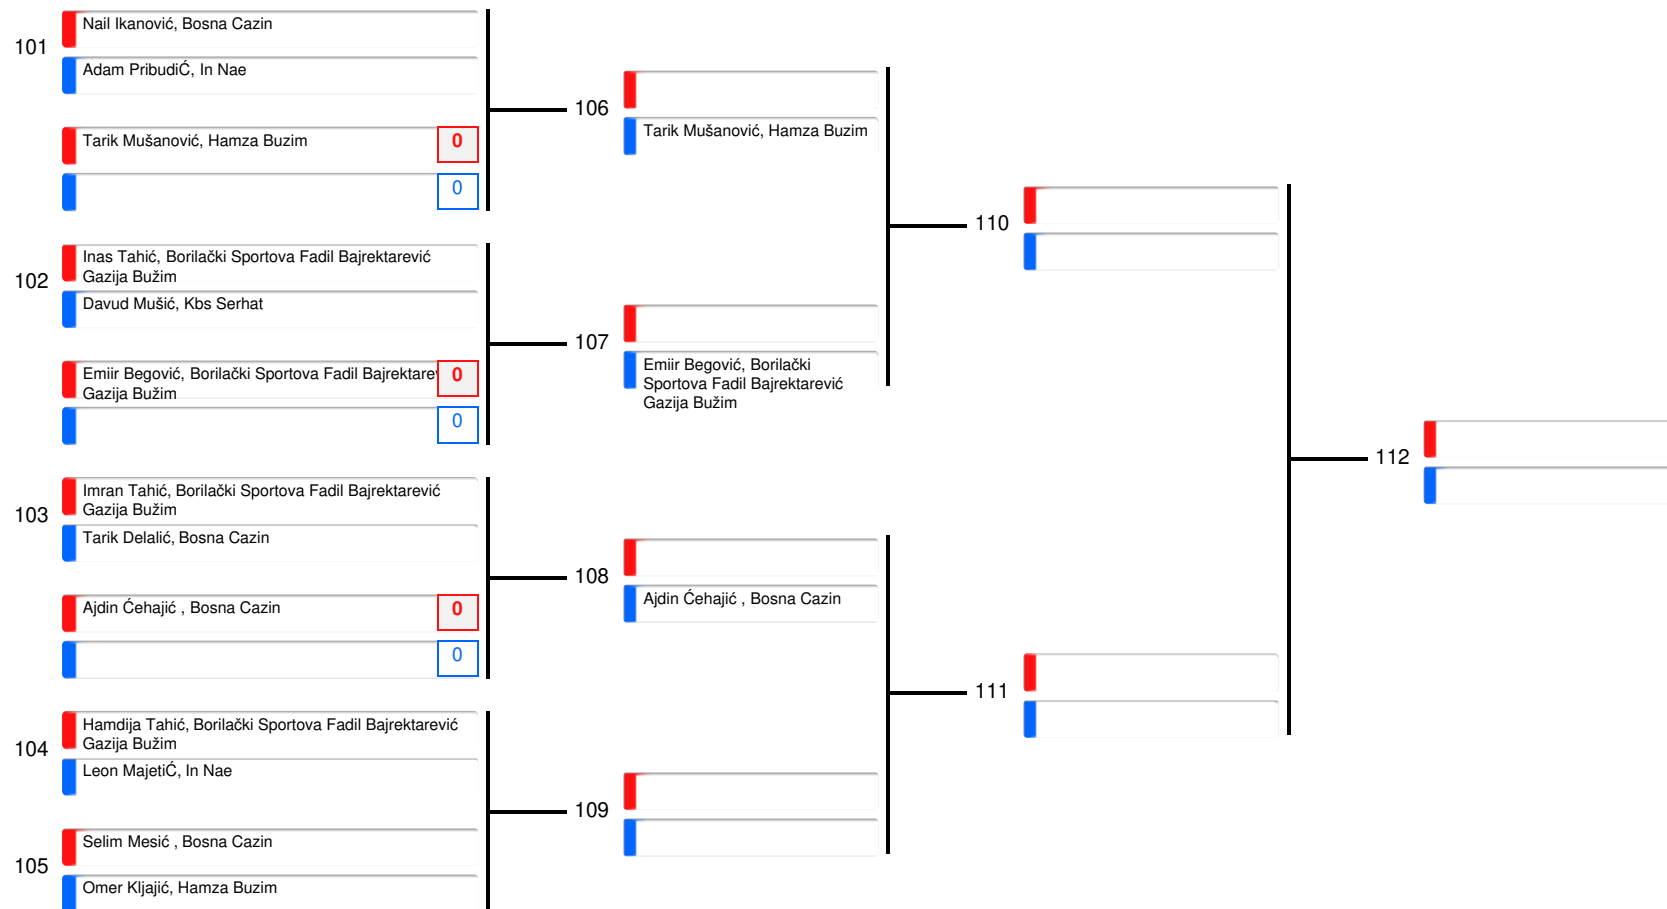 101
Nail Ikanović, Bosna Cazin
Adam PribudiĆ, In Nae
Tarik Mušanović, Hamza Buzim
0
0
102
Inas Tahić, Borilački Sportova Fadil Bajrektarević
Gazija Bužim
Davud Mušić, Kbs Serhat
Emiir Begović, Borilački Sportova Fadil
Gazija Bužim
0
0
103
Imran Tahić, Borilački Sportova Fadil Bajrektarević
Gazija Bužim
Tarik Delalić, Bosna Cazin
Ajdin Ćehajić , Bosna Cazin
0
0
104
Hamdija Tahić, Borilački Sportova Fadil Bajrektarević
Gazija Bužim
Leon MajetiĆ, In Nae
105
Selim Mesić , Bosna Cazin
Omer Kljajić, Hamza Buzim
106
Tarik Mušanović, Hamza Buzim
107
Emiir Begović, Borilački
Sportova Fadil Bajrektarević
Gazija Bužim
108
Ajdin Ćehajić , Bosna Cazin
109
110
111
112